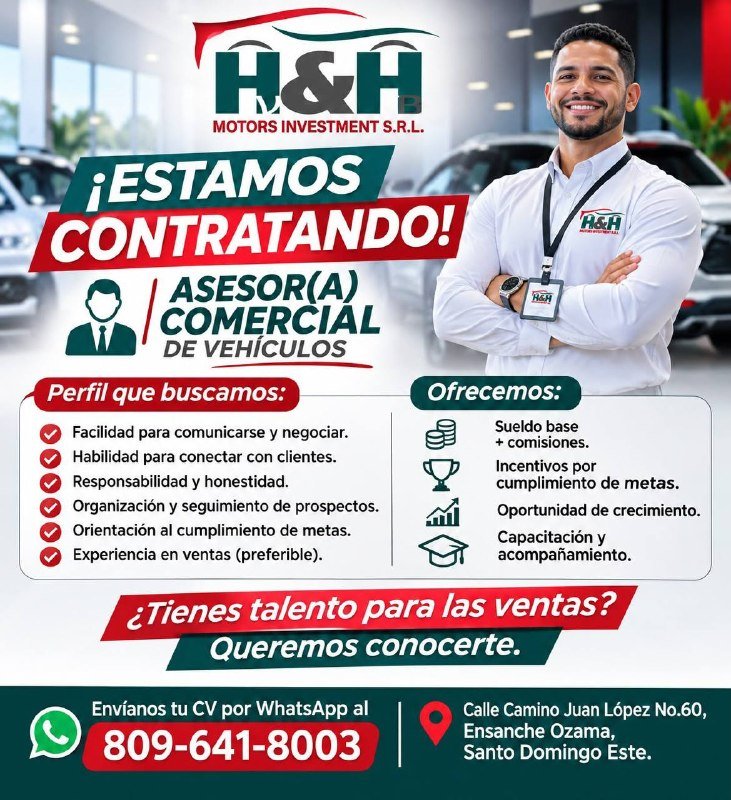 H&H
MOTORS INVESTMENT S.R.L.
¡ESTAMOS
CONTRATANDO!
ASESOR(A)
COMERCIAL
DE VEHÍCULOS
H&H
MOTORS INVESTMENT S.R.L.
H&H
Perfil que buscamos:
Facilidad para comunicarse y negociar.
Habilidad para conectar con clientes.
Responsabilidad y honestidad.
Organización y seguimiento de prospectos.
Orientación al cumplimiento de metas.
Experiencia en ventas (preferible).
Ofrecemos:
Sueldo base
+ comisiones.
Incentivos por
cumplimiento de metas.
Oportunidad de crecimiento.
Capacitación y
acompañamiento.
¿Tienes talento para las ventas?
Queremos conocerte.
Envíanos tu CV por WhatsApp al
809-641-8003
Calle Camino Juan López No.60,
Ensanche Ozama,
Santo Domingo Este.